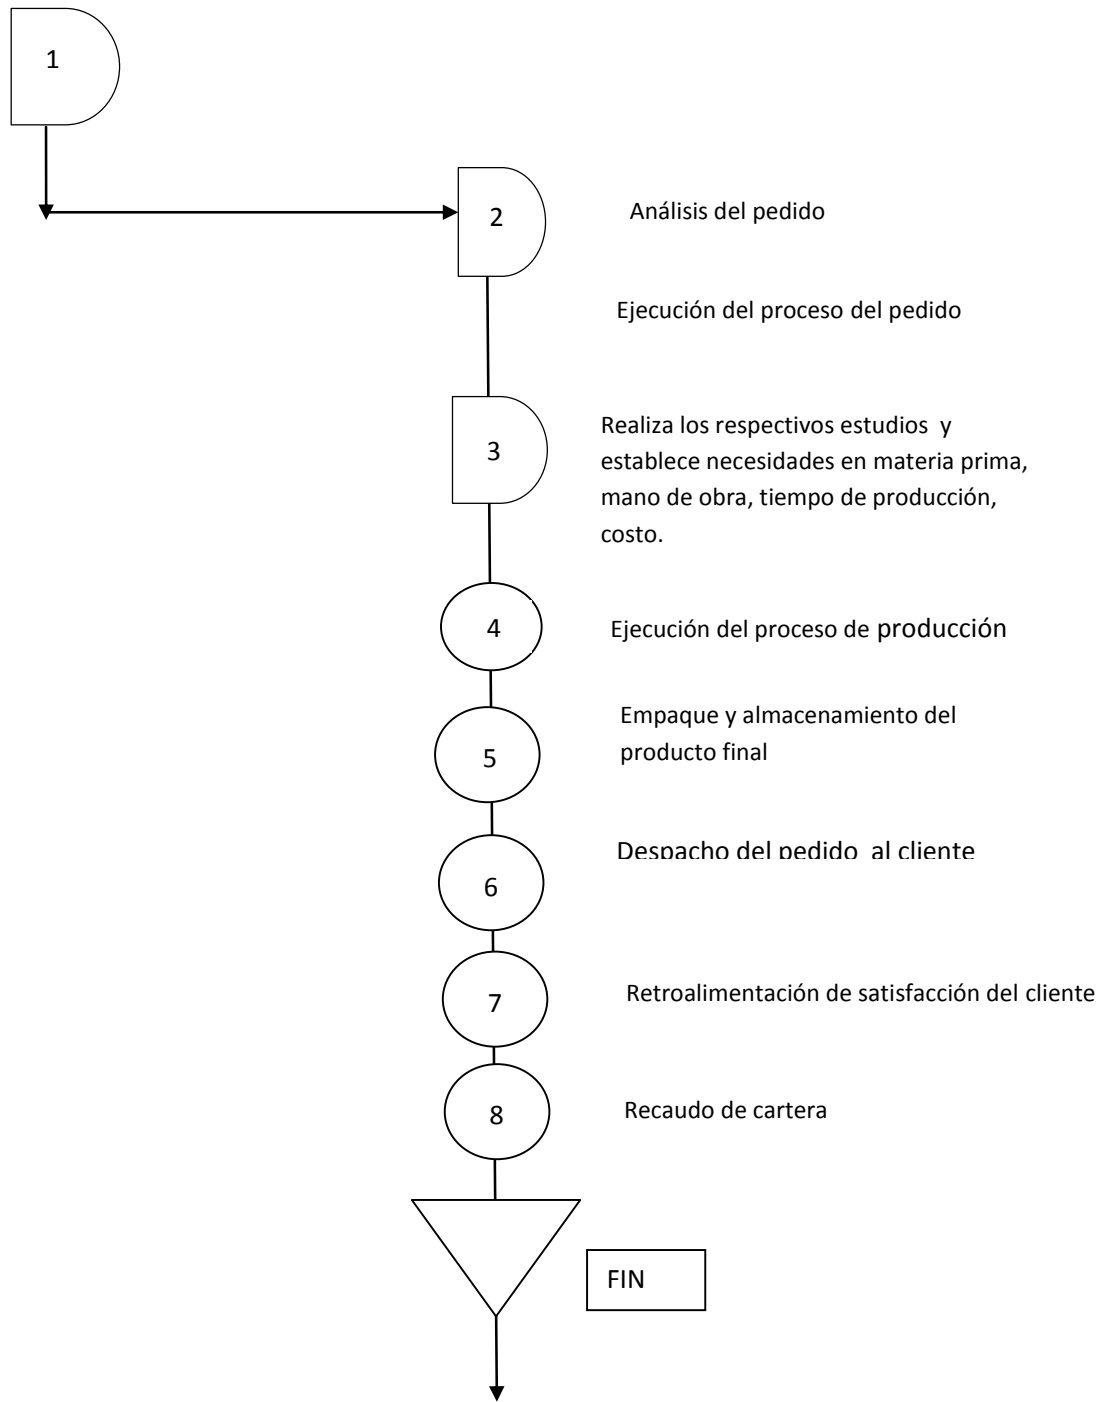 1
2
Análisis del pedido
Ejecución del proceso del pedido
3
Realiza los respectivos estudios y
establece necesidades en materia prima,
mano de obra, tiempo de producción,
costo.
4
Ejecución del proceso de producción
5
Empaque y almacenamiento del
producto final
Despacho del pedido al cliente
6
7
Retroalimentación de satisfacción del cliente
8
Recaudo de cartera
FIN